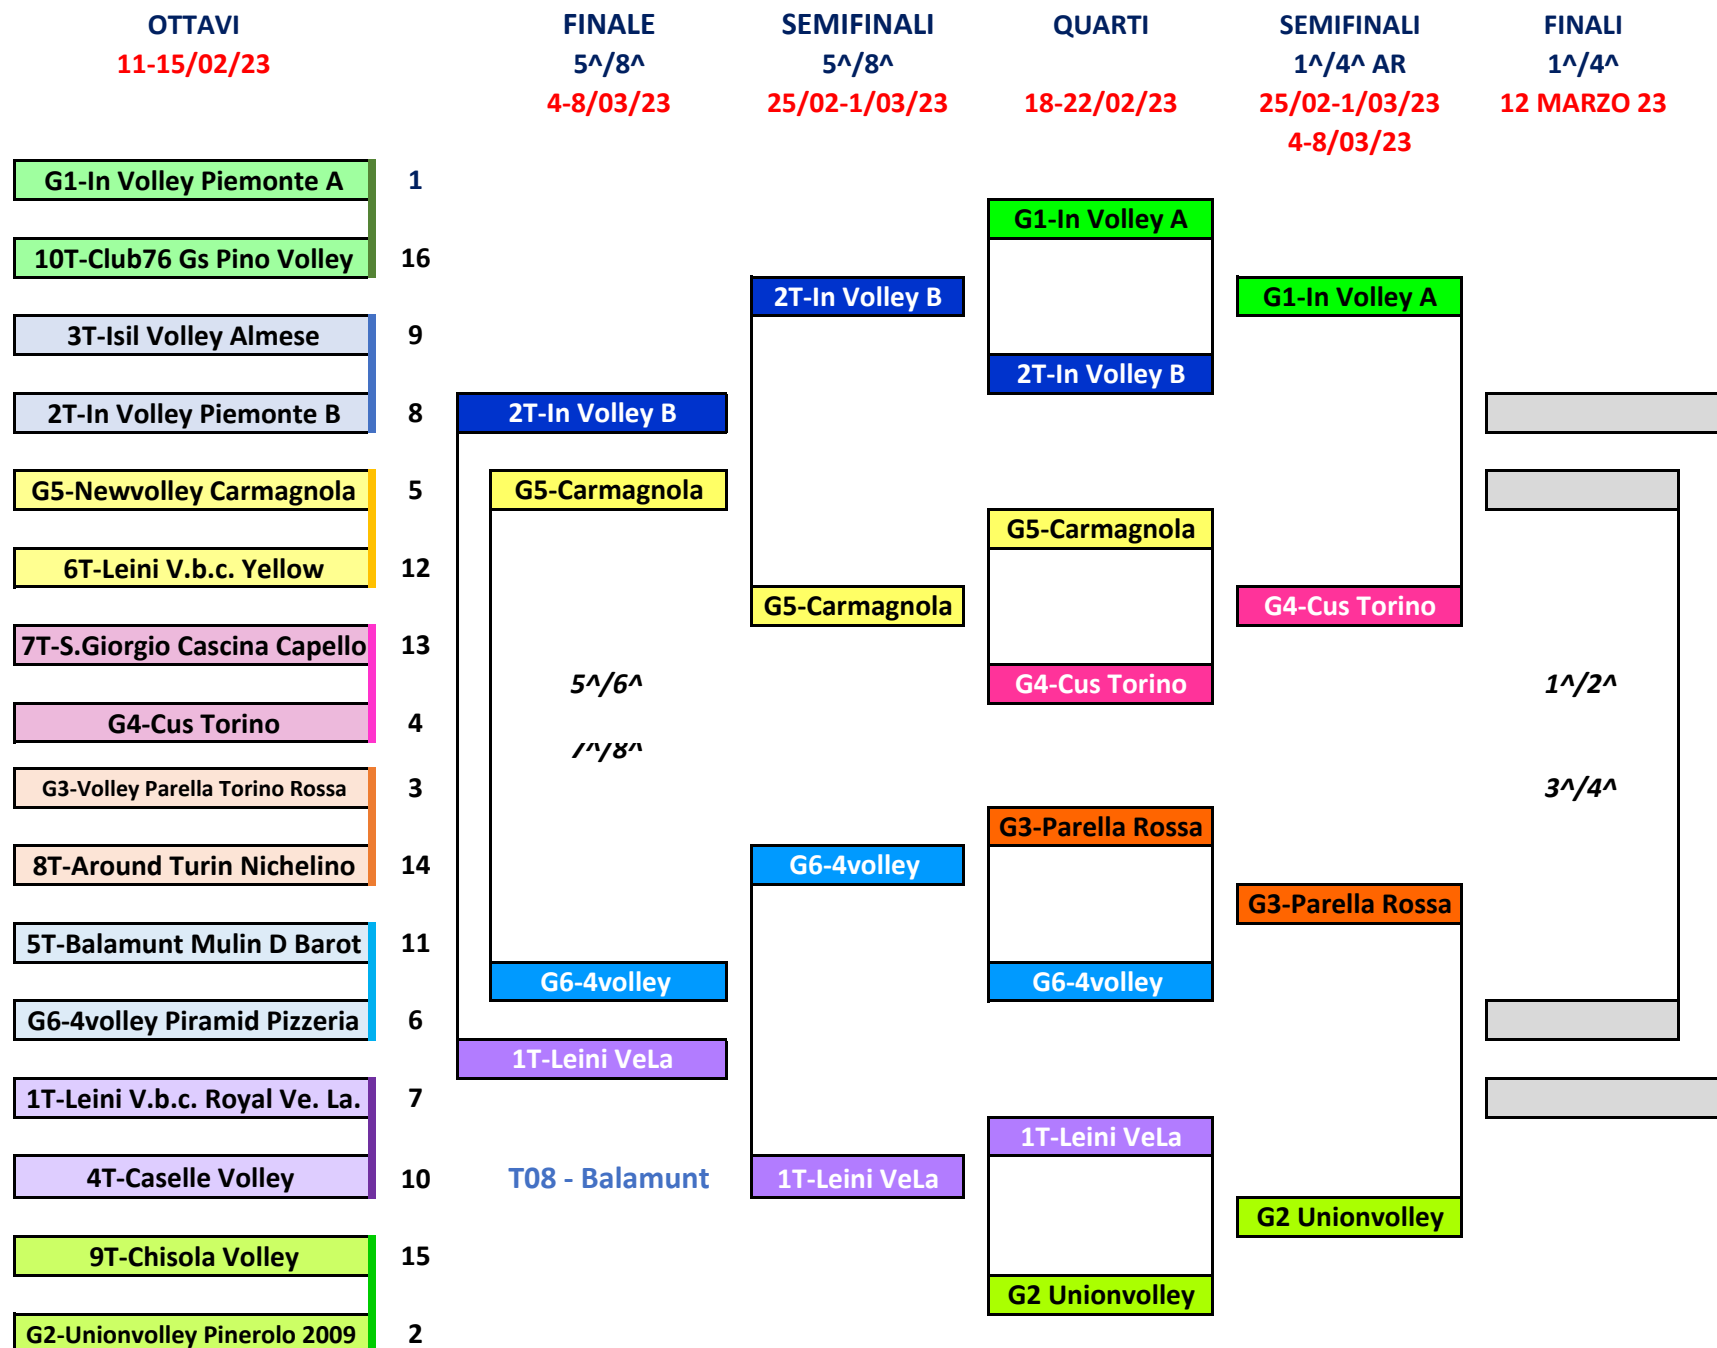 OTTAVI FINALE SEMIFINALI QUARTI SEMIFINALI FINALI
11-15/02/23 5^/8^ 5^/8^ 1^/4^ AR 1^/4^
4-8/03/23 25/02-1/03/23 18-22/02/23 25/02-1/03/23 12 MARZO 23
4-8/03/23
G1-In Volley Piemonte A 1
G1-In Volley A
10T-Club76 Gs Pino Volley 16
2T-In Volley B G1-In Volley A
3T-Isil Volley Almese 9
2T-In Volley B
2T-In Volley Piemonte B 8 2T-In Volley B
G5-Newvolley Carmagnola 5 G5-Carmagnola
G5-Carmagnola
6T-Leini V.b.c. Yellow 12
G5-Carmagnola G4-Cus Torino
7T-S.Giorgio Cascina Capello 13
5^/6^ G4-Cus Torino 1^/2^
G4-Cus Torino 4
7^/8^
G3-Volley Parella Torino Rossa 3 3^/4^
G3-Parella Rossa
8T-Around Turin Nichelino 14 G6-4volley
G3-Parella Rossa
5T-Balamunt Mulin D Barot 11
G6-4volley G6-4volley
G6-4volley Piramid Pizzeria 6
1T-Leini VeLa
1T-Leini V.b.c. Royal Ve. La. 7
1T-Leini VeLa
4T-Caselle Volley 10 T08 - Balamunt 1T-Leini VeLa
G2 Unionvolley
9T-Chisola Volley 15
G2 Unionvolley
G2-Unionvolley Pinerolo 2009 2